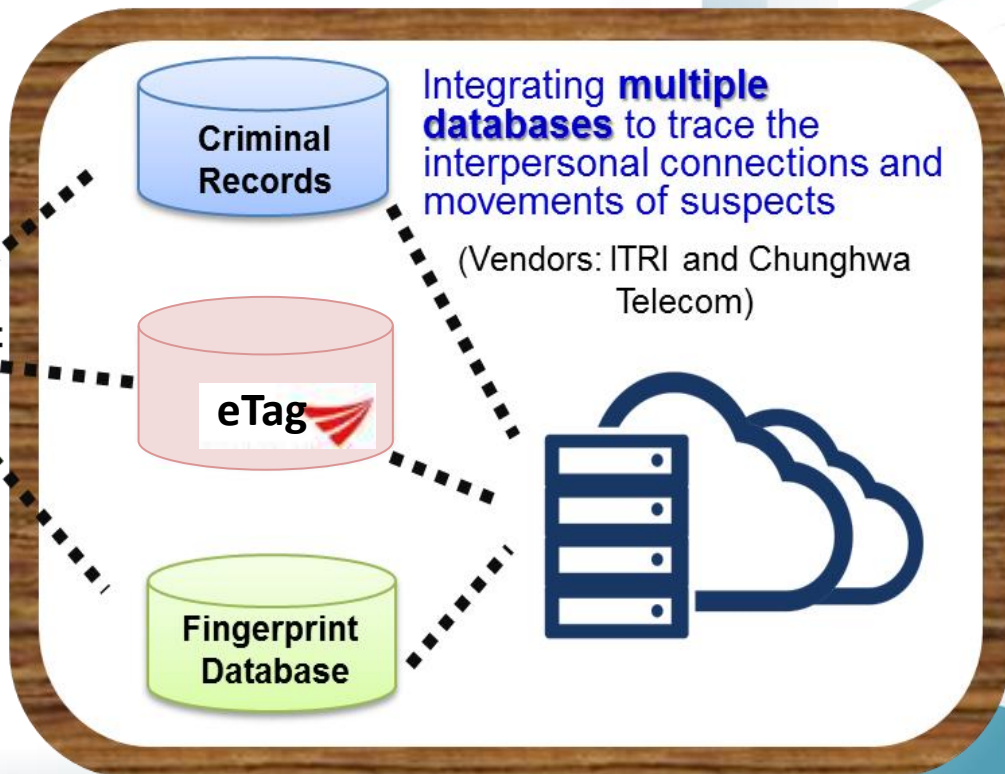 Criminal
Records
Integrating multiple
databases to trace the
interpersonal connections and
movements of suspects
(Vendors: ITRI and Chunghwa
Telecom)
eTag
Fingerprint
Database